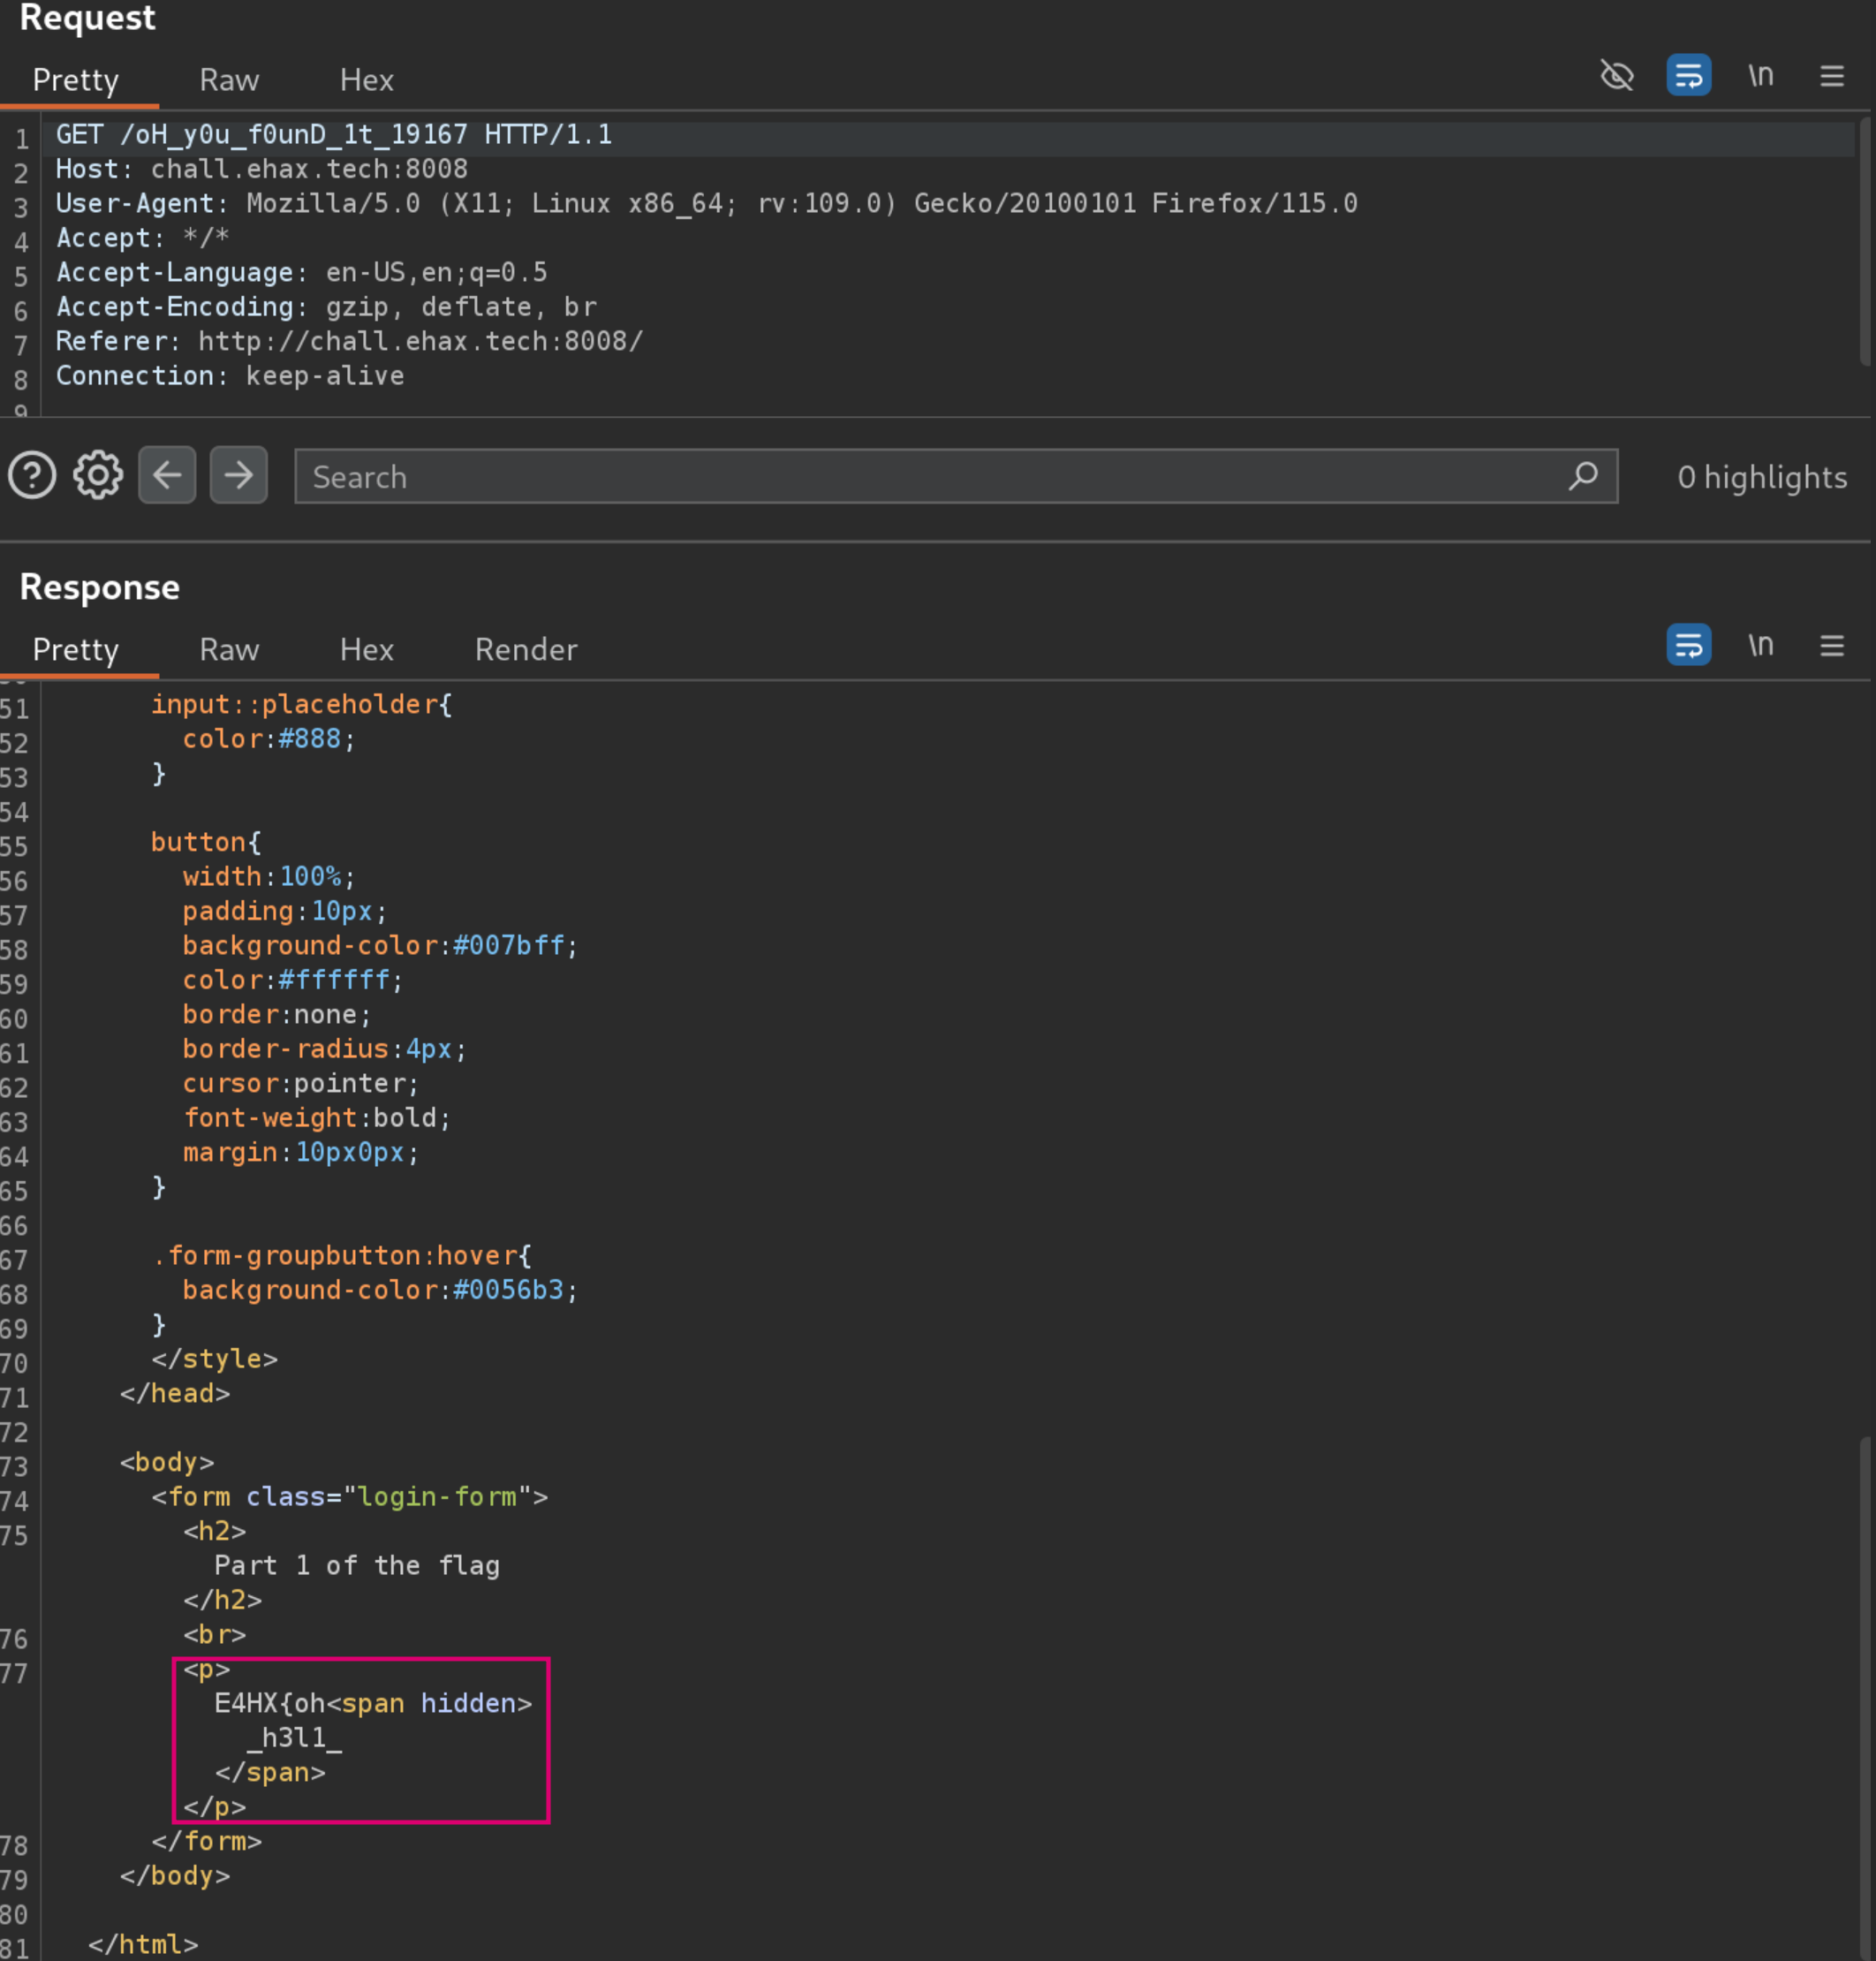 Request
Pretty Raw Hex \n
1 GET /oH_y0u_f0unD_1t_19167 HTTP/1.1
2 Host: chall.ehax.tech:8008
3 User-Agent: Mozilla/5.0 (X11; Linux x86_64; rv:109.0) Gecko/20100101 Firefox/115.0
4 Accept: */*
5 Accept-Language: en-US,en;q=0.5
6 Accept-Encoding: gzip, deflate, br
7 Referer: http://chall.ehax.tech:8008/
8 Connection: keep-alive
9
Search 0 highlights
Response
Pretty Raw Hex Render \n
51 input::placeholder{
52 color:#888;
53 }
54
55 button{
56 width:100%;
57 padding:10px;
58 background-color:#007bff;
59 color:#ffffff;
60 border:none;
61 border-radius:4px;
62 cursor:pointer;
63 font-weight:bold;
64 margin:10px0px;
65 }
66
67 .form-groupbutton:hover{
68 background-color:#0056b3;
69 }
70 </style>
71 </head>
72
73 <body>
74 <form class="login-form">
75 <h2>
Part 1 of the flag
</h2>
76 <br>
77 <p>
E4HX{oh<span hidden>
_h3l1_
</span>
</p>
78 </form>
79 </body>
80
81 </html>